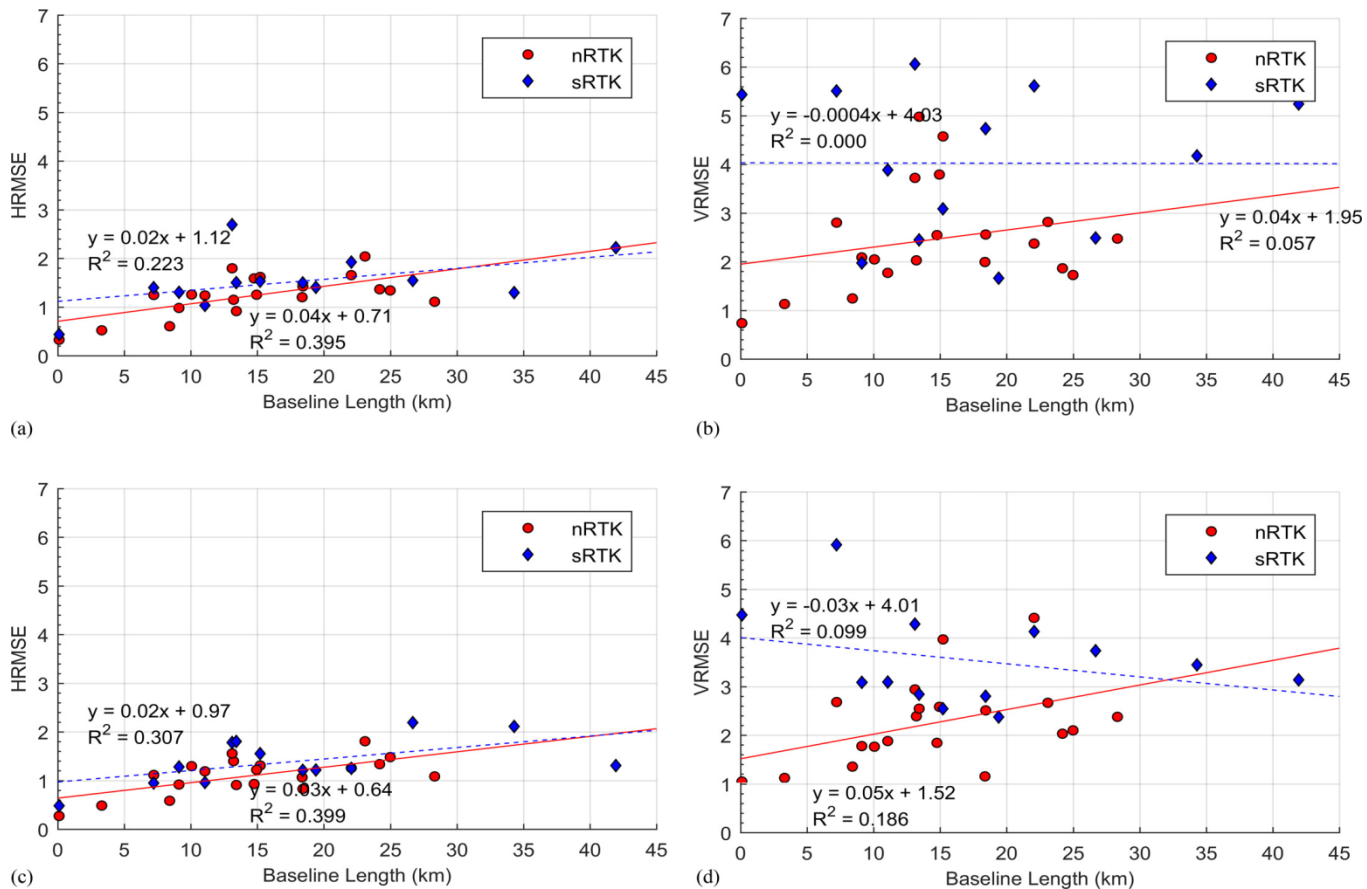 7
6
5
4
3
2
1
0
HRMSE
nRTK
sRTK
y = 0.02x + 1.12
R² = 0.223
y = 0.04x + 0.71
R² = 0.395
0 5 10 15 20 25 30 35 40 45
Baseline Length (km)
(a)
7
6
5
4
3
2
1
0
VRMSE
nRTK
sRTK
y = -0.0004x + 4.03
R² = 0.000
y = 0.04x + 1.95
R² = 0.057
0 5 10 15 20 25 30 35 40 45
Baseline Length (km)
(b)
7
6
5
4
3
2
1
0
HRMSE
nRTK
sRTK
y = 0.02x + 0.97
R² = 0.307
y = 0.03x + 0.64
R² = 0.399
0 5 10 15 20 25 30 35 40 45
Baseline Length (km)
(c)
7
6
5
4
3
2
1
0
VRMSE
nRTK
sRTK
y = -0.03x + 4.01
R² = 0.099
y = 0.05x + 1.52
R² = 0.186
0 5 10 15 20 25 30 35 40 45
Baseline Length (km)
(d)